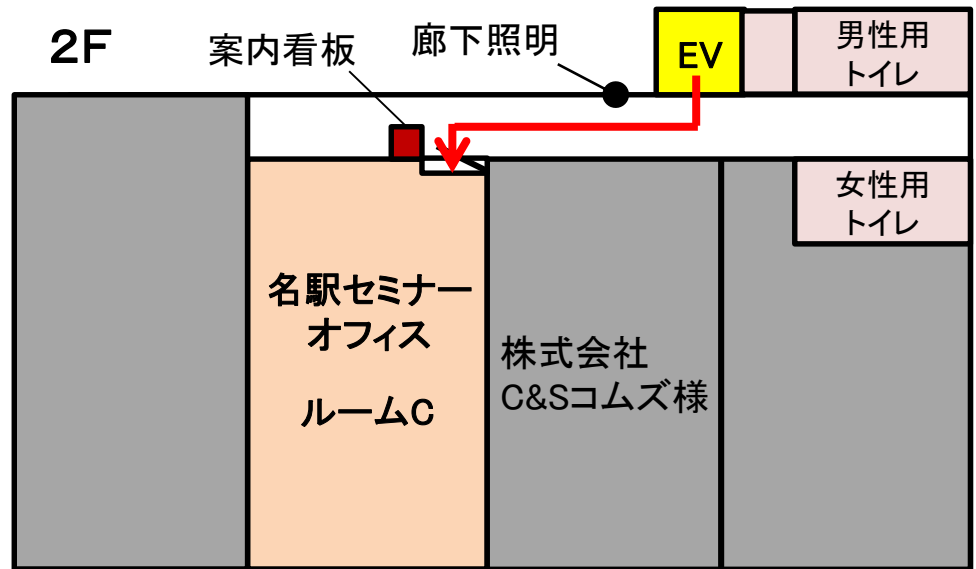 2F
案内看板
廊下照明
EV
男性用
トイレ
女性用
トイレ
名駅セミナー
オフィス
ルームC
株式会社
C&Sコムズ様